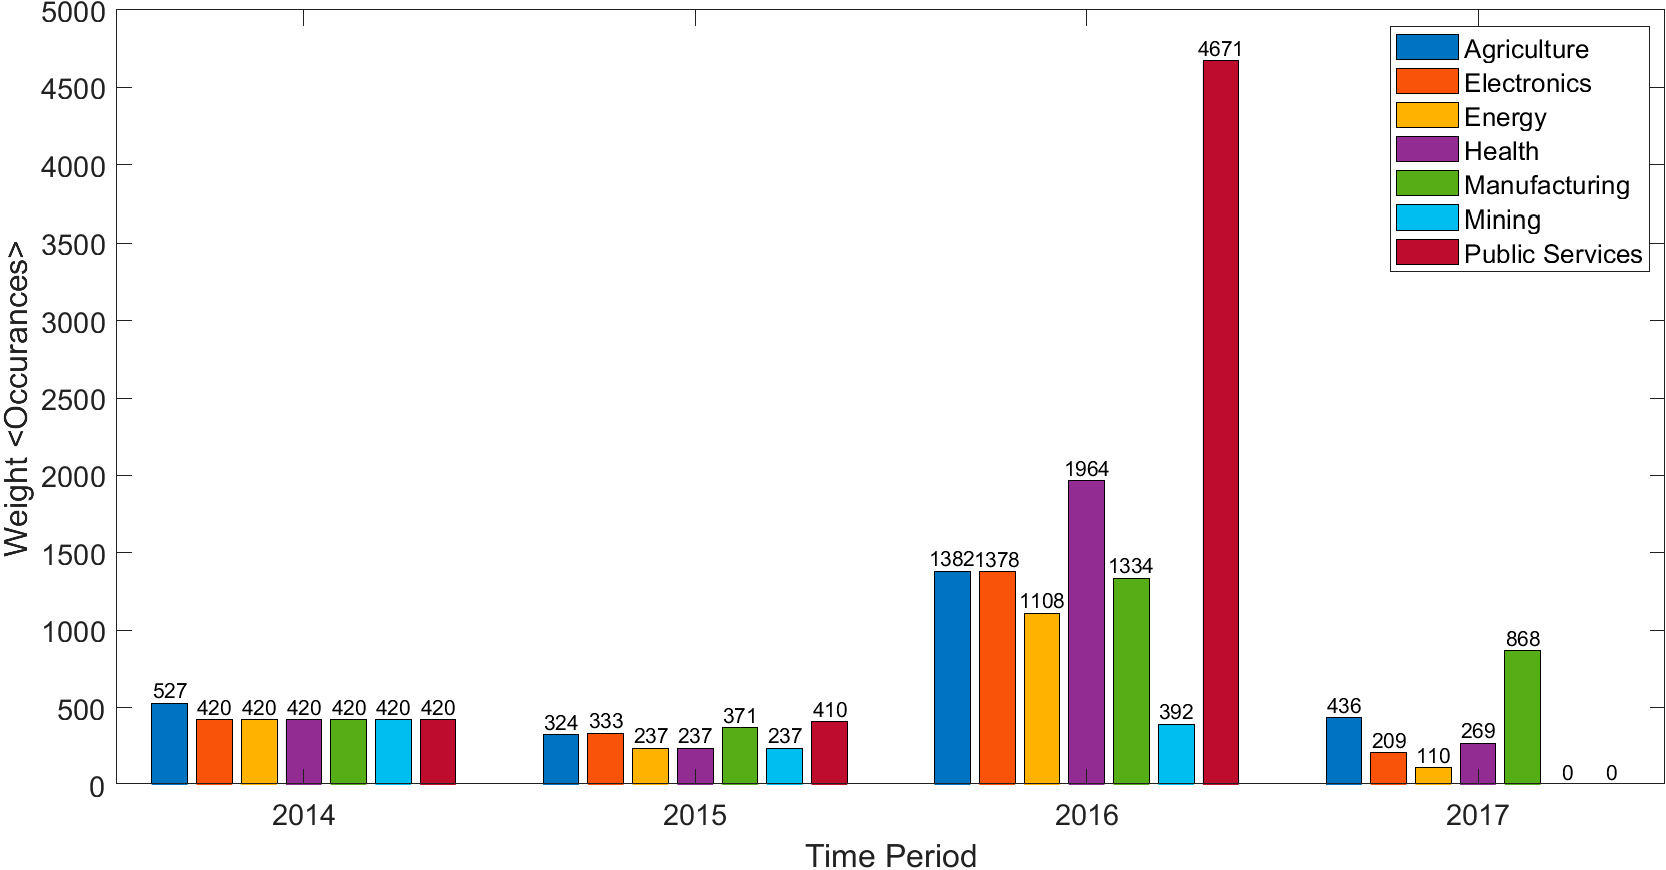 5000
4500
4000
3500
3000
2500
2000
1500
1000
500
0
Weight <Occurances>
527 420 420 420 420 420 420
324 333 237 237 371 237 410
1382 1378 1108 1964 1334 392 4671
436 209 110 269 868 0 0
2014 2015 2016 2017
Time Period
Agriculture
Electronics
Energy
Health
Manufacturing
Mining
Public Services